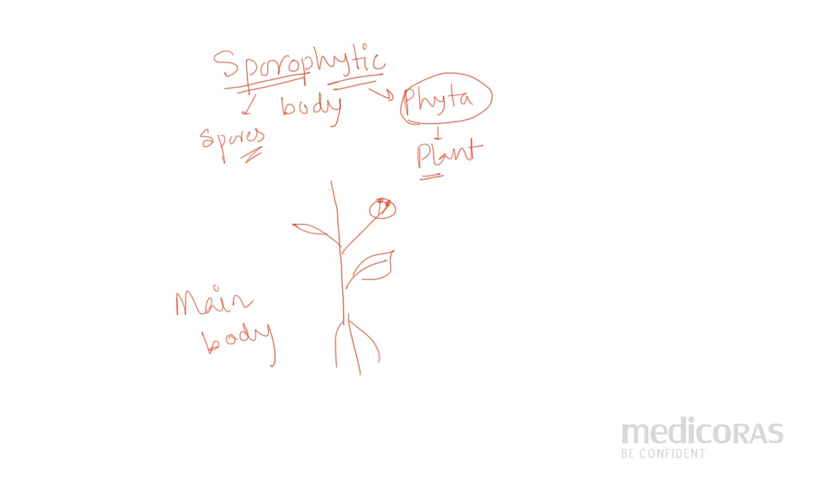 Sporophytic
body
Phyta
Spores
Plant
Main
body
medicoRAS
BE CONFIDENT